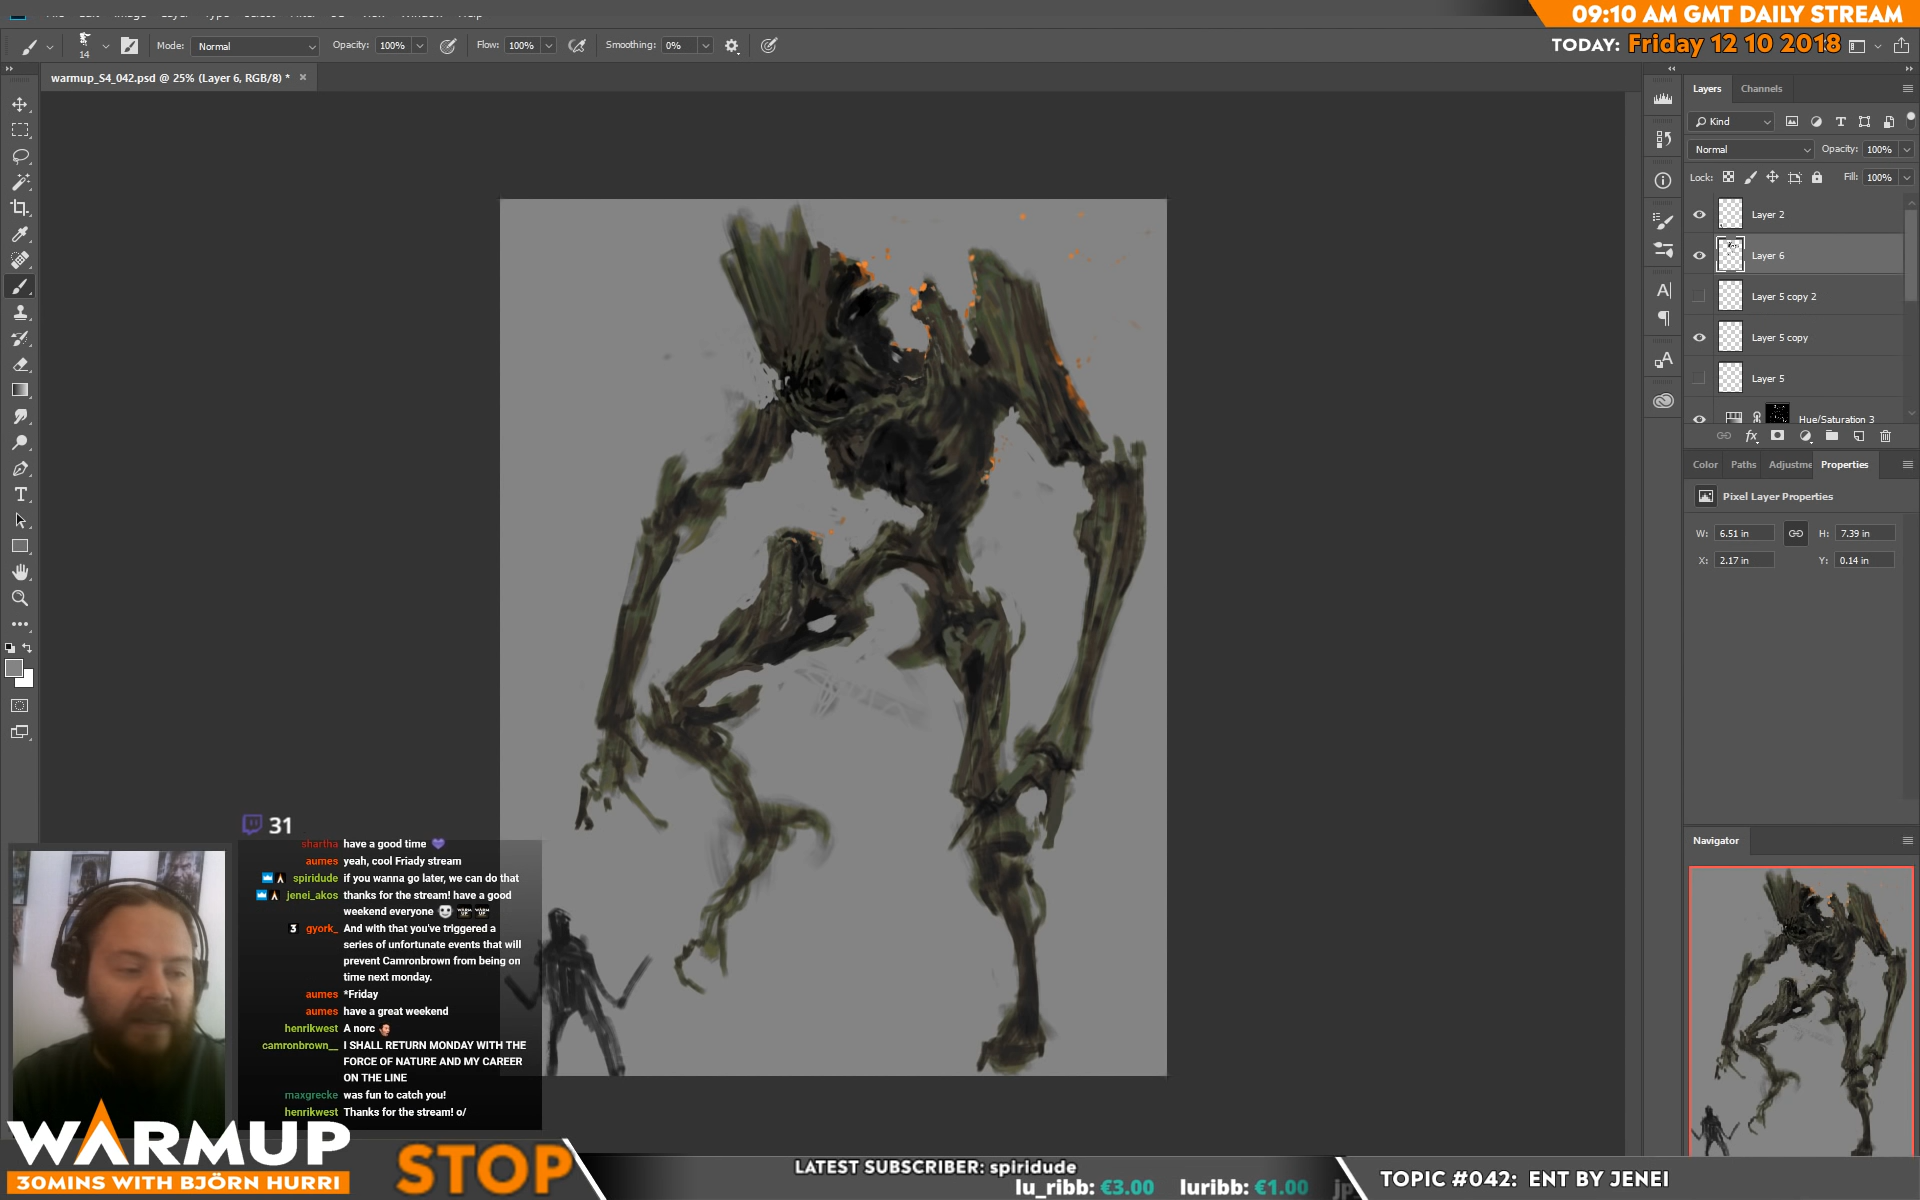 09:10 AM GMT DAILY STREAM
TODAY: Friday 12 10 2018
14
Mode: Normal
Opacity: 100%
Flow: 100%
Smoothing: 0%
warmup_S4_042.psd @ 25% (Layer 6, RGB/8) *
Layers
Channels
Kind
Normal
Opacity: 100%
Lock:
Fill: 100%
Layer 2
Layer 6
Layer 5 copy 2
Layer 5 copy
Layer 5
Hue/Saturation 3
Color
Paths
Adjustme
Properties
Pixel Layer Properties
W: 6.51 in
H: 7.39 in
X: 2.17 in
Y: 0.14 in
Navigator
31
shartha have a good time
aumes yeah, cool Friady stream
spiridude if you wanna go later, we can do that
jenei_akos thanks for the stream! have a good
weekend everyone
3 gyork_ And with that you've triggered a
series of unfortunate events that will
prevent Camronbrown from being on
time next monday.
aumes *Friday
aumes have a great weekend
henrikwest A norc
camronbrown__ I SHALL RETURN MONDAY WITH THE
FORCE OF NATURE AND MY CAREER
ON THE LINE
maxgrecke was fun to catch you!
henrikwest Thanks for the stream! o/
WARMUP
30MINS WITH BJÖRN HURRI
STOP
LATEST SUBSCRIBER: spiridude
lu_ribb: €3.00 luribb: €1.00 jp
TOPIC #042: ENT BY JENEI